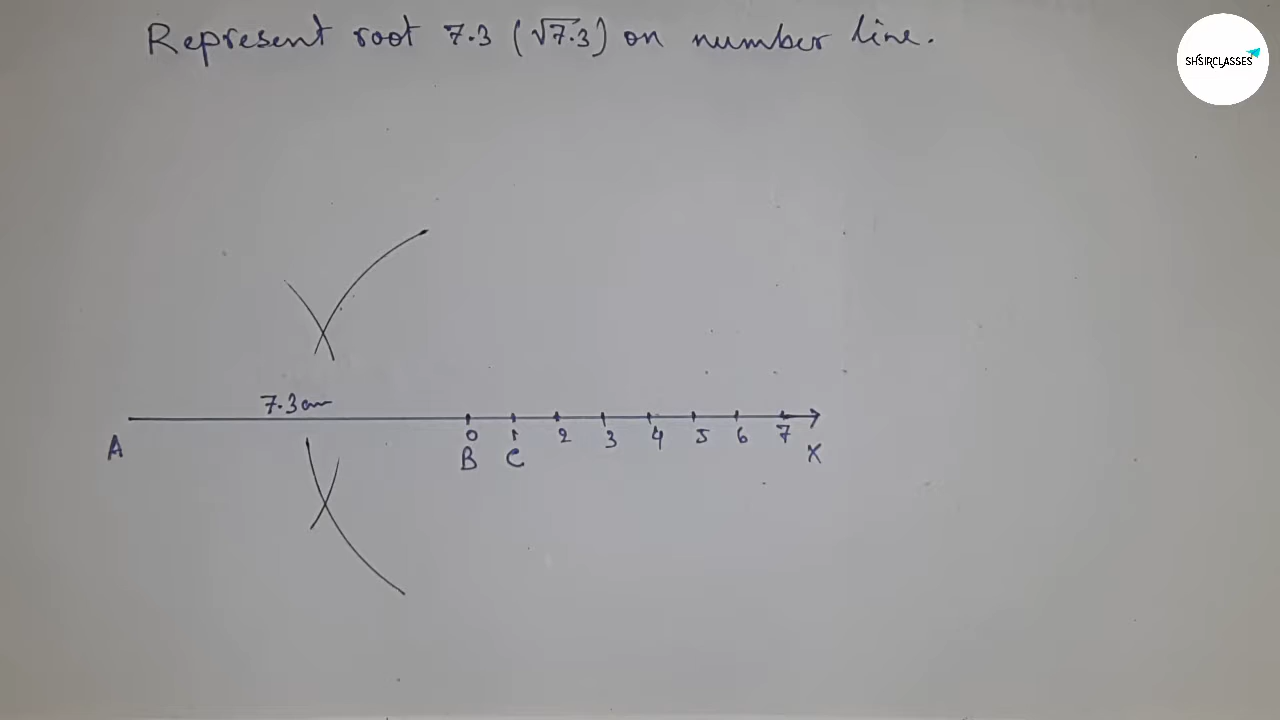 Represent root 7.3 (√7.3) on number line.
SHSIRCLASSES
7.3cm
A
0 1 2 3 4 5 6 7
B C X